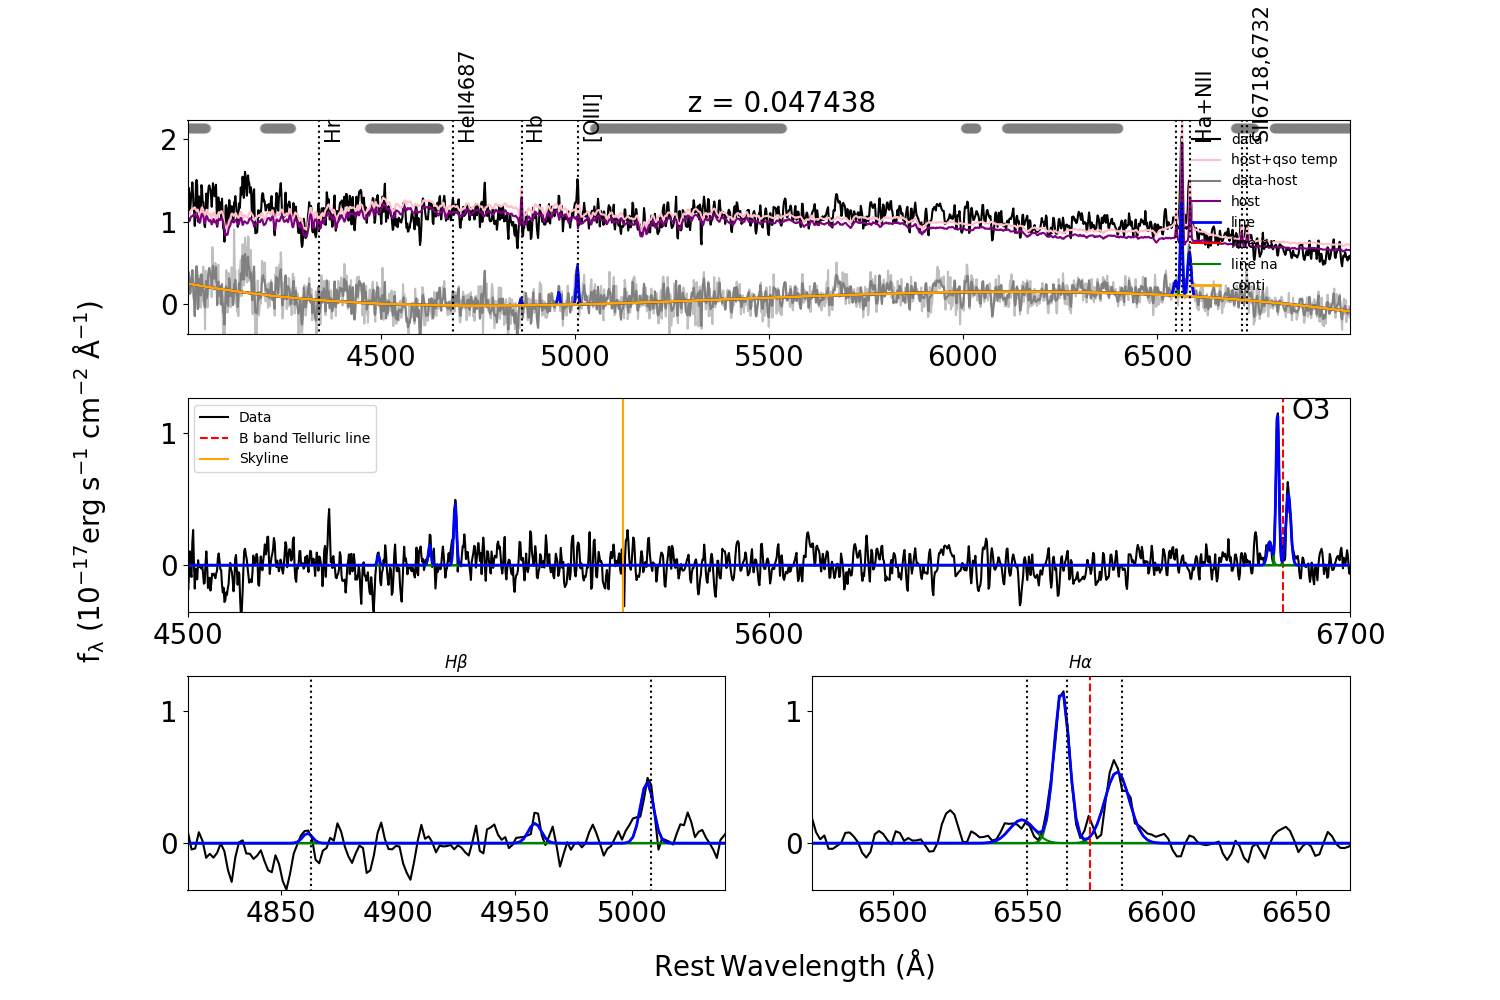 z = 0.047438
Hr
HeII4687
Hb
[OIII]
Ha+NII
SII6718,6732
data
host+qso temp
data-host
host
line
line na
conti
2
1
0
4500
5000
5500
6000
6500
f_λ (10⁻¹⁷erg s⁻¹ cm⁻² Å⁻¹)
Data
B band Telluric line
Skyline
O3
1
0
4500
5600
6700
Hβ
1
0
4850
4900
4950
5000
Hα
1
0
6500
6550
6600
6650
Rest Wavelength (Å)